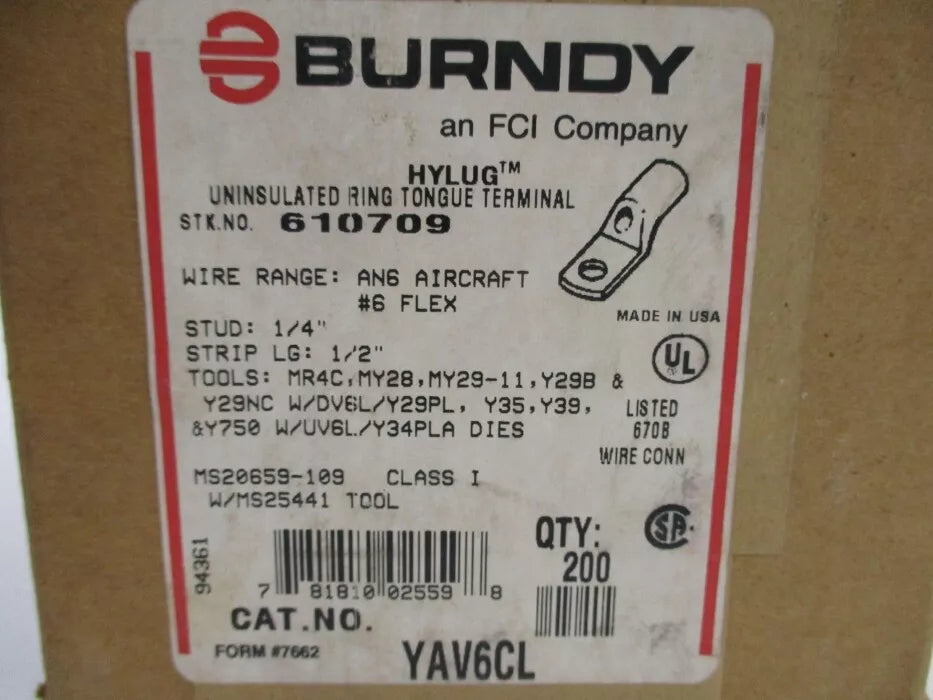 BURNDY
an FCI Company
HYLUG™
UNINSULATED RING TONGUE TERMINAL
STK.NO. 610709
WIRE RANGE: AN6 AIRCRAFT
#6 FLEX
MADE IN USA
STUD: 1/4"
STRIP LG: 1/2"
UL
TOOLS: MR4C,MY28,MY29-11,Y29B &
Y29NC W/DV6L/Y29PL, Y35,Y39,
&Y750 W/UV6L/Y34PLA DIES
LISTED
670B
WIRE CONN
MS20659-109 CLASS I
W/MS25441 TOOL
94361
QTY:
200
SA
7 81810 02559 8
CAT.NO.
YAV6CL
FORM #7662